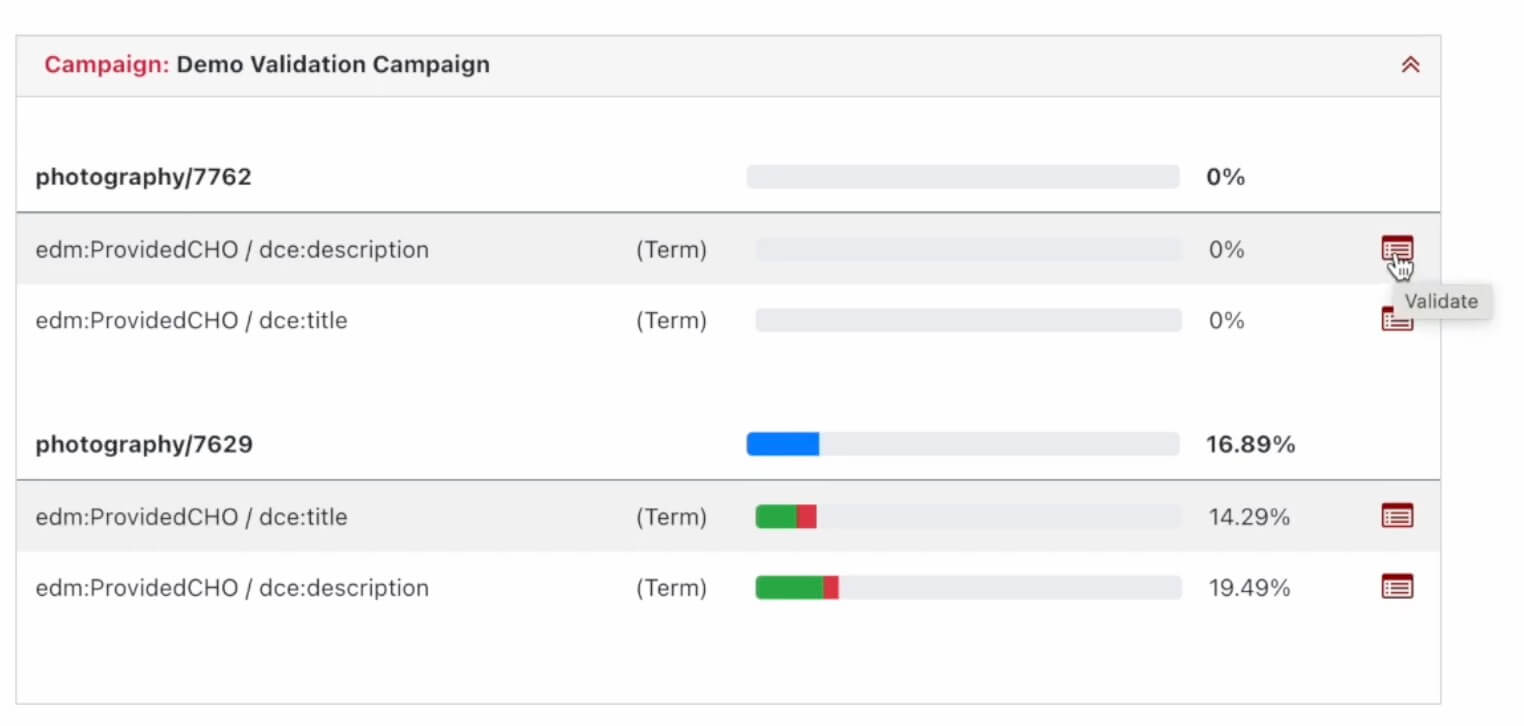 Campaign: Demo Validation Campaign
photography/7762 0%
edm:ProvidedCHO / dce:description (Term) 0%
Validate
edm:ProvidedCHO / dce:title (Term) 0%
photography/7629 16.89%
edm:ProvidedCHO / dce:title (Term) 14.29%
edm:ProvidedCHO / dce:description (Term) 19.49%